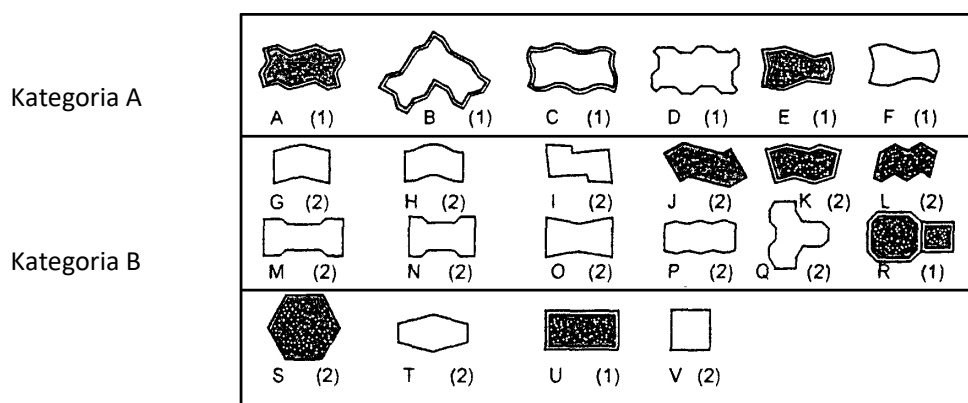 Kategoria A
A (1) B (1) C (1) D (1) E (1) F (1)
G (2) H (2) I (2) J (2) K (2) L (2)
Kategoria B
M (2) N (2) O (2) P (2) Q (2) R (1)
S (2) T (2) U (1) V (2)